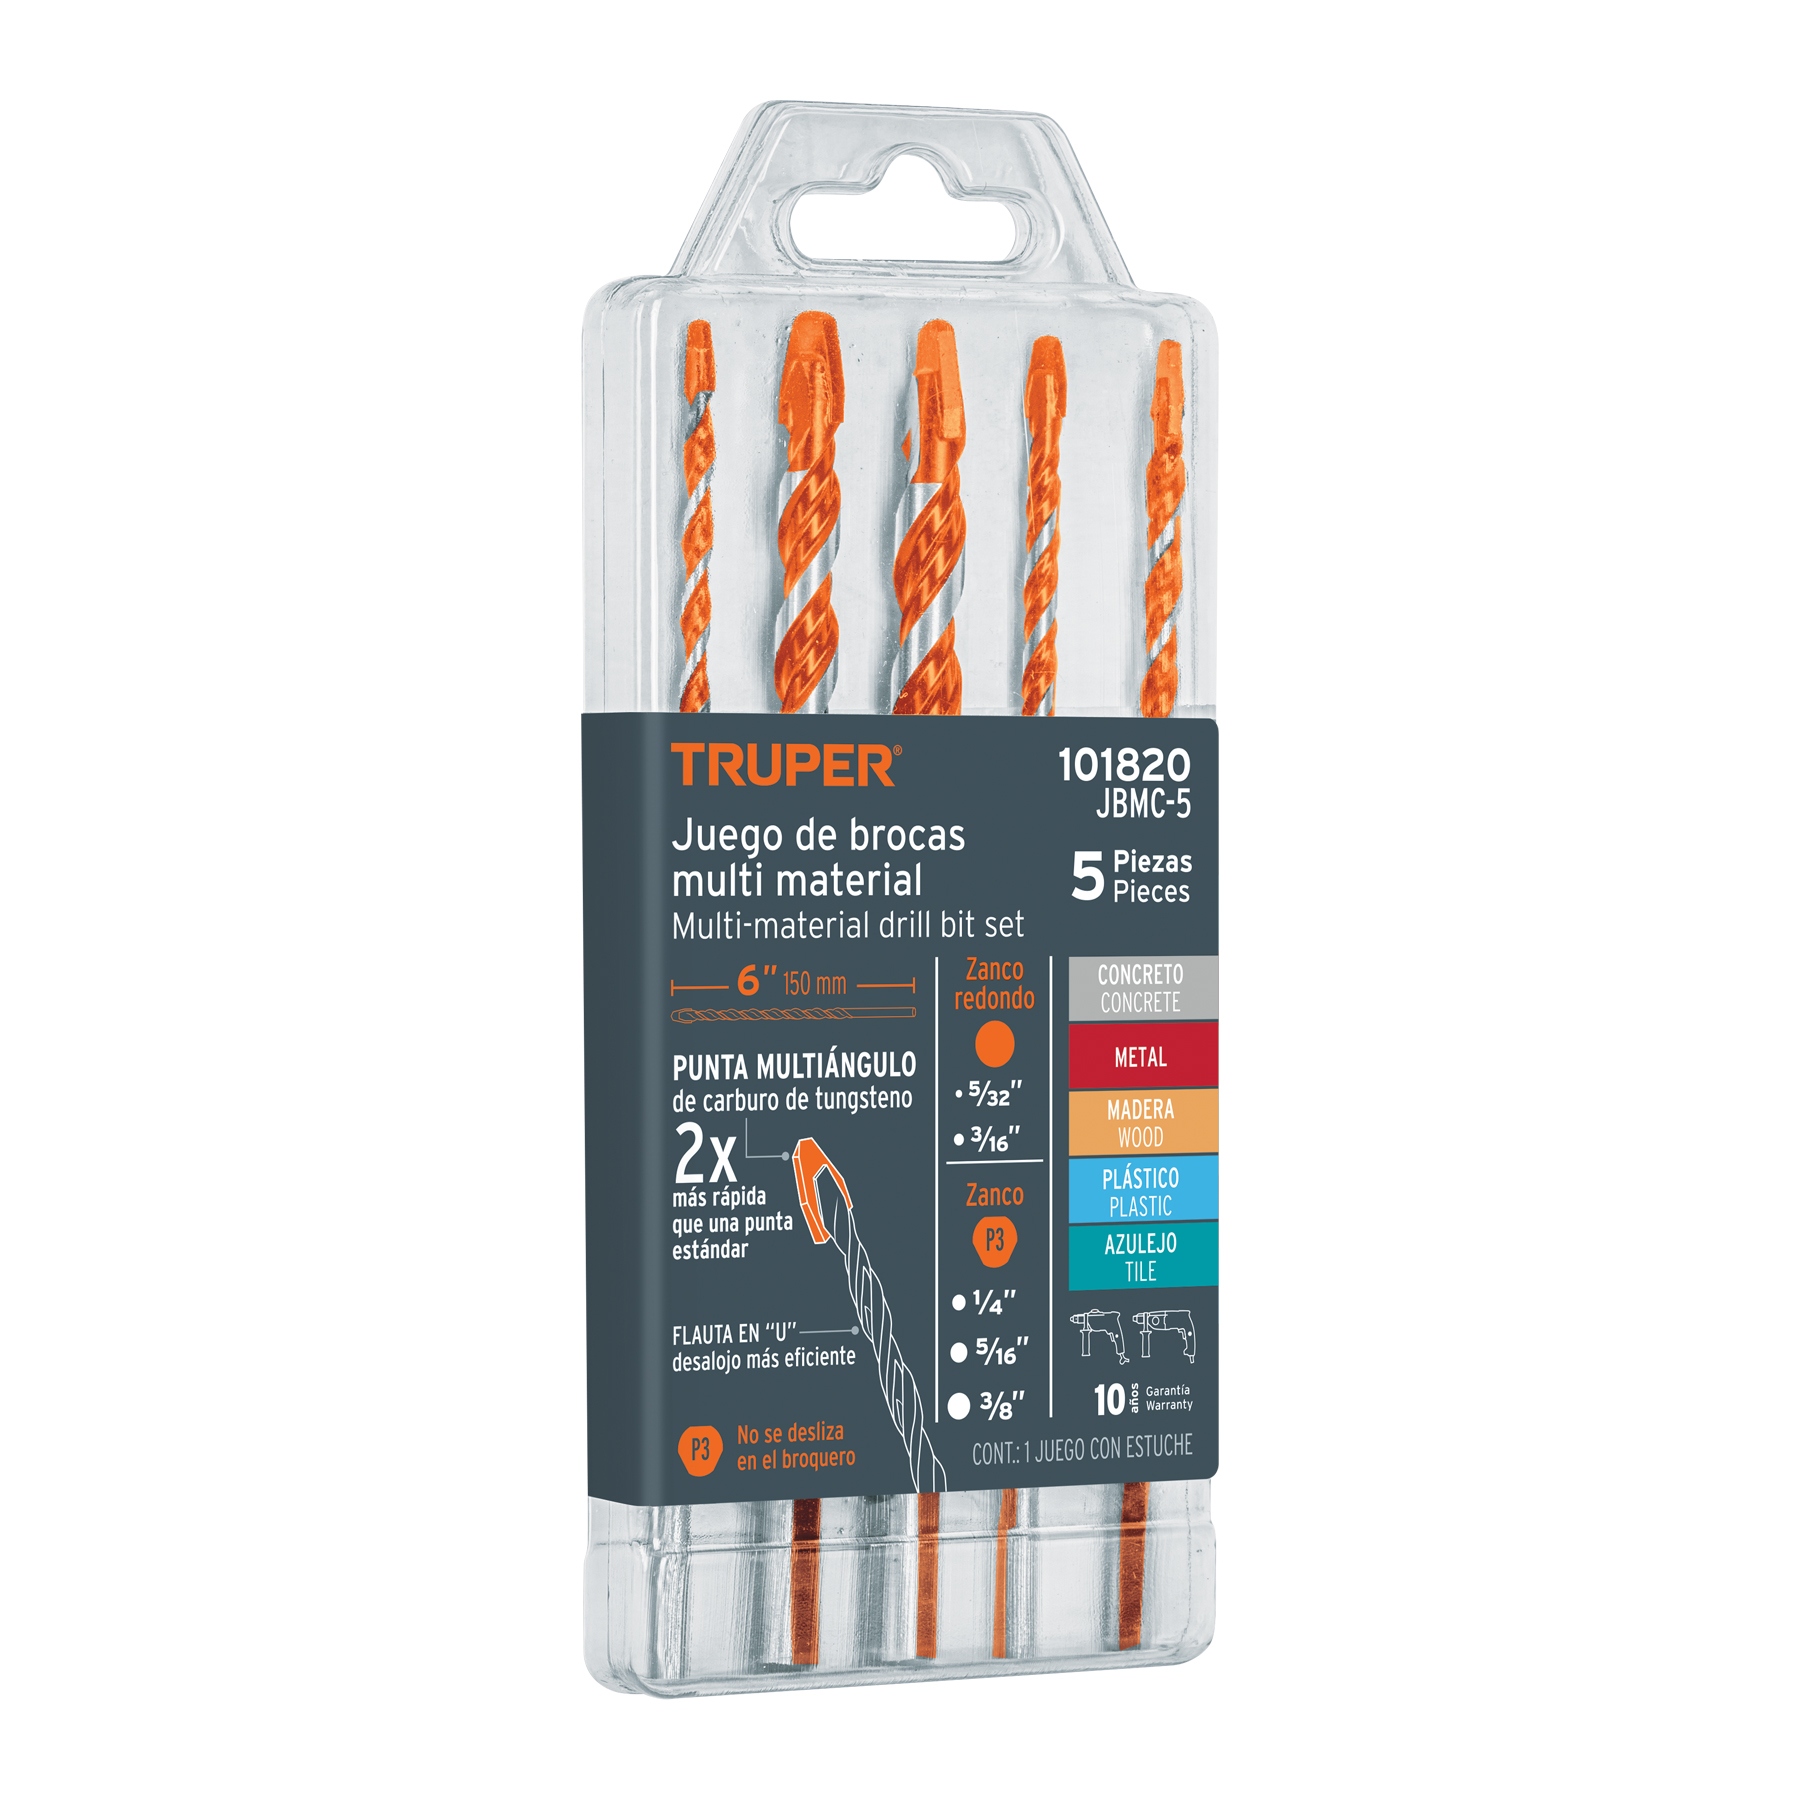 TRUPER®
101820
JBMC-5
Juego de brocas
multi material
Multi-material drill bit set
5 Piezas
Pieces
6" 150 mm
PUNTA MULTIÁNGULO
de carburo de tungsteno
2x
más rápida
que una punta
estándar
FLAUTA EN "U"
desalojo más eficiente
P3
No se desliza
en el broquero
Zanco
redondo
5/32"
3/16"
Zanco
P3
1/4"
5/16"
3/8"
CONCRETO
CONCRETE
METAL
MADERA
WOOD
PLÁSTICO
PLASTIC
AZULEJO
TILE
10 años Garantía
Warranty
CONT.: 1 JUEGO CON ESTUCHE